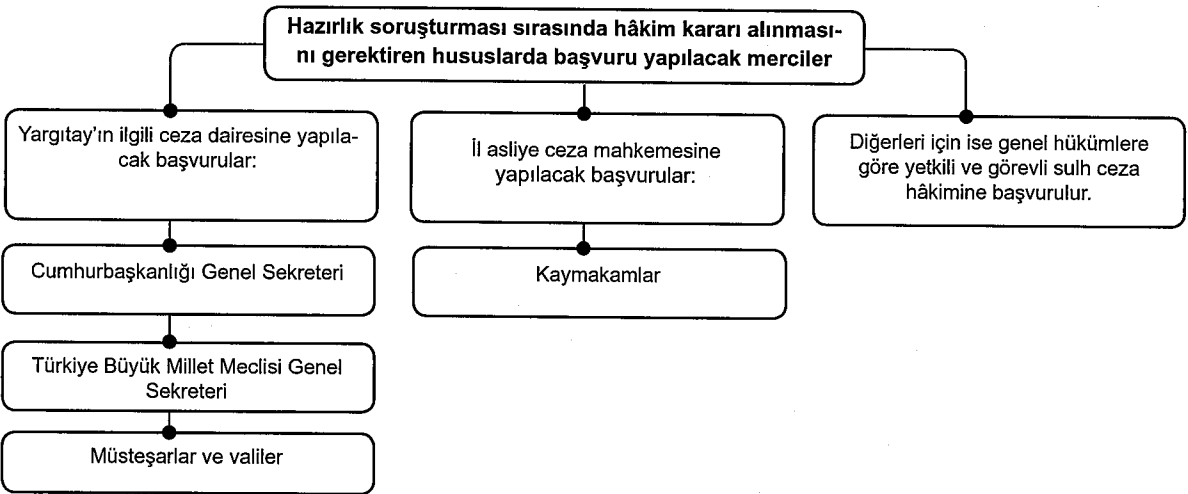 Hazırlık soruşturması sırasında hâkim kararı alınması-
nı gerektiren hususlarda başvuru yapılacak merciler
Yargıtay'ın ilgili ceza dairesine yapıla-
cak başvurular:
Cumhurbaşkanlığı Genel Sekreteri
Türkiye Büyük Millet Meclisi Genel
Sekreteri
Müsteşarlar ve valiler
İl asliye ceza mahkemesine
yapılacak başvurular:
Kaymakamlar
Diğerleri için ise genel hükümlere
göre yetkili ve görevli sulh ceza
hâkimine başvurulur.